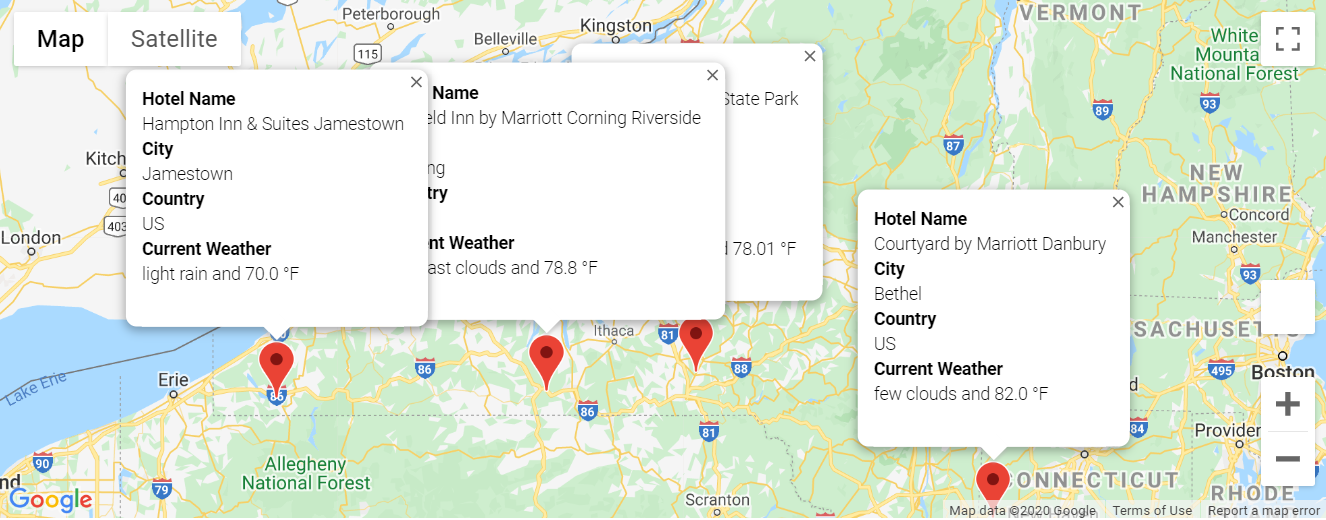 Map
Satellite
Peterborough
Kingston
Belleville
115
VERMONT
White
Mounta
National Forest
89
93
87
NEW
HAMPSHIRE
Concord
Manchester
93
Kitch
40
403
London
Hotel Name
Hampton Inn & Suites Jamestown
City
Jamestown
Country
US
Current Weather
light rain and 70.0 °F
Name
eld Inn by Marriott Corning Riverside
ng
try
nt Weather
ast clouds and 78.8 °F
State Park
d 78.01 °F
Hotel Name
Courtyard by Marriott Danbury
City
Bethel
Country
US
Current Weather
few clouds and 82.0 °F
SACHUSETTS
Boston
495
Ithaca
81
88
86
86
86
81
Lake Erie
Erie
90
nd
79
Allegheny
National Forest
Scranton
d
84
Providen
CONNECTICUT
RHODE
Google
Map data ©2020 Google
Terms of Use
Report a map error